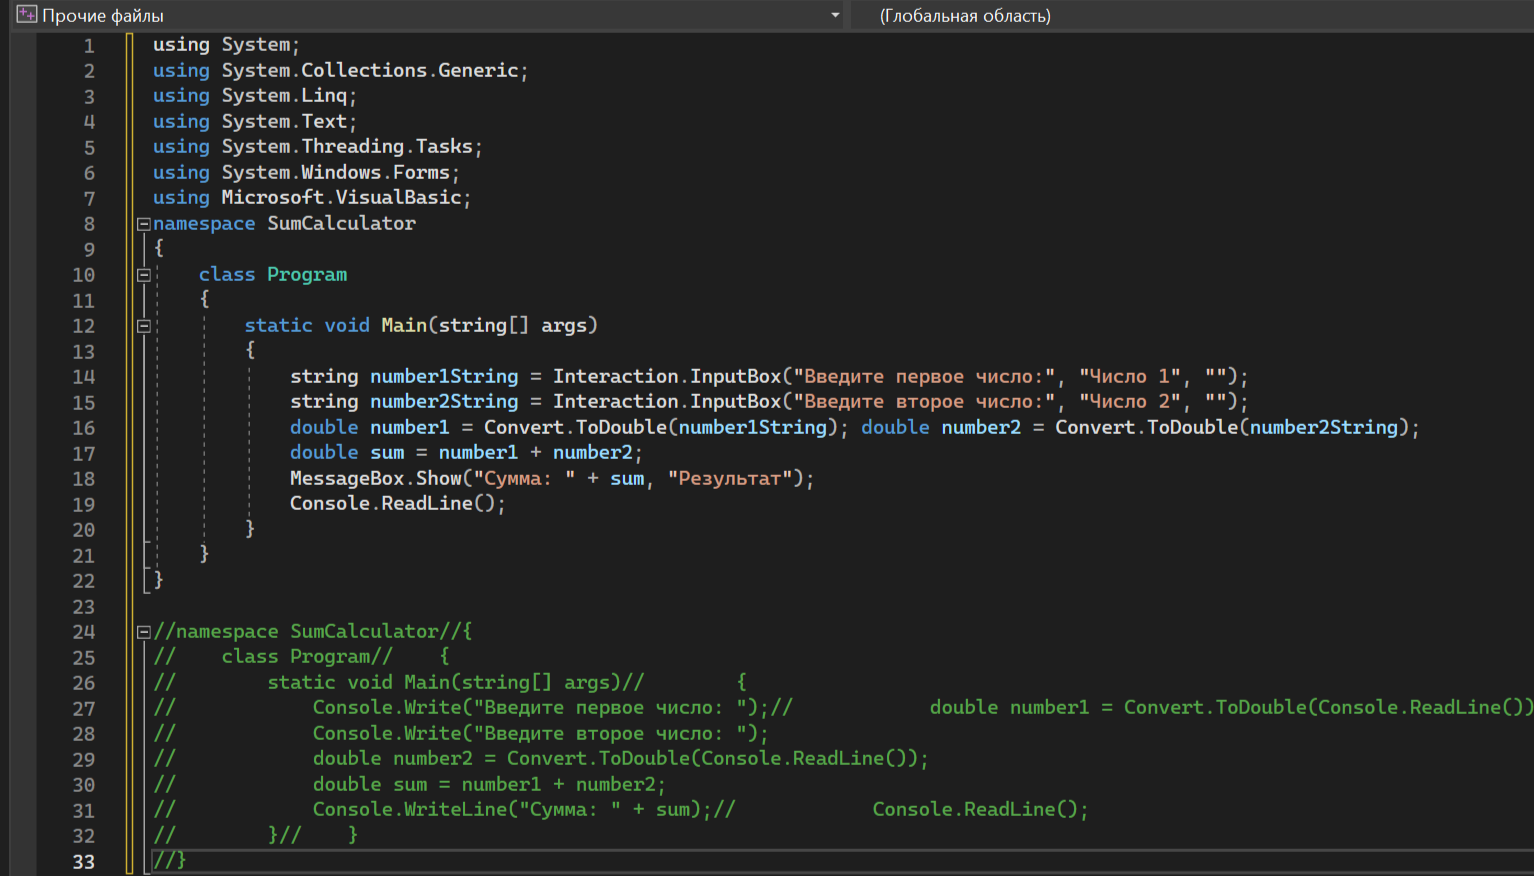 Прочие файлы
(Глобальная область)
1 using System;
2 using System.Collections.Generic;
3 using System.Linq;
4 using System.Text;
5 using System.Threading.Tasks;
6 using System.Windows.Forms;
7 using Microsoft.VisualBasic;
8 namespace SumCalculator
9 {
10 class Program
11 {
12 static void Main(string[] args)
13 {
14 string number1String = Interaction.InputBox("Введите первое число:", "Число 1", "");
15 string number2String = Interaction.InputBox("Введите второе число:", "Число 2", "");
16 double number1 = Convert.ToDouble(number1String); double number2 = Convert.ToDouble(number2String);
17 double sum = number1 + number2;
18 MessageBox.Show("Сумма: " + sum, "Результат");
19 Console.ReadLine();
20 }
21 }
22 }
23
24 //namespace SumCalculator//{
25 // class Program// {
26 // static void Main(string[] args)// {
27 // Console.Write("Введите первое число: ");// double number1 = Convert.ToDouble(Console.ReadLine())
28 // Console.Write("Введите второе число: ");
29 // double number2 = Convert.ToDouble(Console.ReadLine());
30 // double sum = number1 + number2;
31 // Console.WriteLine("Сумма: " + sum);// Console.ReadLine();
32 // }// }
33 //}